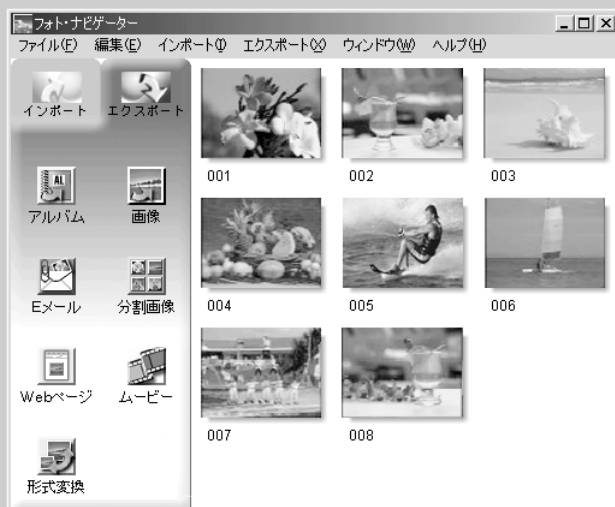 フォト・ナビゲーター
ファイル(F) 編集(E) インポート(I) エクスポート(X) ウィンドウ(W) ヘルプ(H)
インポート エクスポート
001 002 003
アルバム 画像
004 005 006
Eメール 分割画像
Webページ ムービー
007 008
形式変換